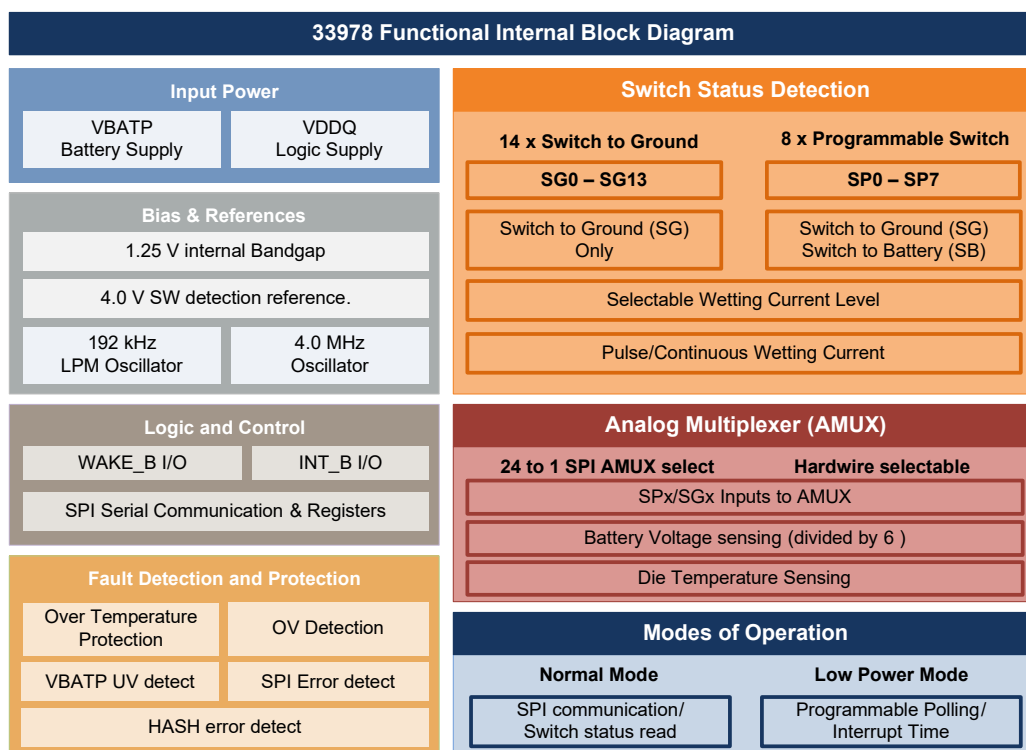 33978 Functional Internal Block Diagram
Input Power
VBATP
Battery Supply
VDDQ
Logic Supply
Bias & References
1.25 V internal Bandgap
4.0 V SW detection reference.
192 kHz
LPM Oscillator
4.0 MHz
Oscillator
Logic and Control
WAKE_B I/O
INT_B I/O
SPI Serial Communication & Registers
Fault Detection and Protection
Over Temperature
Protection
OV Detection
VBATP UV detect
SPI Error detect
HASH error detect
Switch Status Detection
14 x Switch to Ground
8 x Programmable Switch
SG0 – SG13
SP0 – SP7
Switch to Ground (SG)
Only
Switch to Ground (SG)
Switch to Battery (SB)
Selectable Wetting Current Level
Pulse/Continuous Wetting Current
Analog Multiplexer (AMUX)
24 to 1 SPI AMUX select
Hardwire selectable
SPx/SGx Inputs to AMUX
Battery Voltage sensing (divided by 6 )
Die Temperature Sensing
Modes of Operation
Normal Mode
Low Power Mode
SPI communication/
Switch status read
Programmable Polling/
Interrupt Time